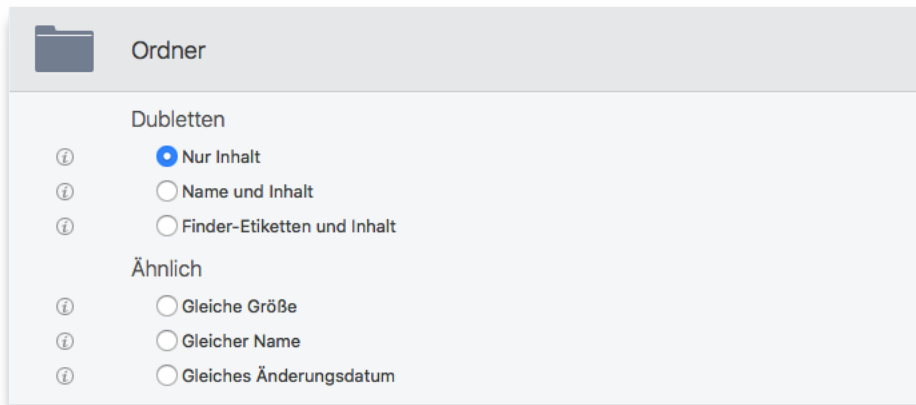 Ordner
Dubletten
Nur Inhalt
Name und Inhalt
Finder-Etiketten und Inhalt
Ähnlich
Gleiche Größe
Gleicher Name
Gleiches Änderungsdatum